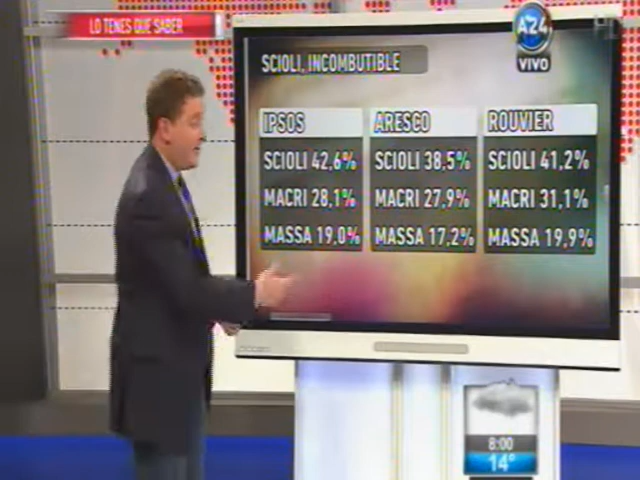 LO TENES QUE SABER
A24
HD
VIVO
SCIOLI, INCOMBUTIBLE
IPSOS
SCIOLI 42,6%
MACRI 28,1%
MASSA 19,0%
ARESCO
SCIOLI 38,5%
MACRI 27,9%
MASSA 17,2%
ROUVIER
SCIOLI 41,2%
MACRI 31,1%
MASSA 19,9%
8:00
14°